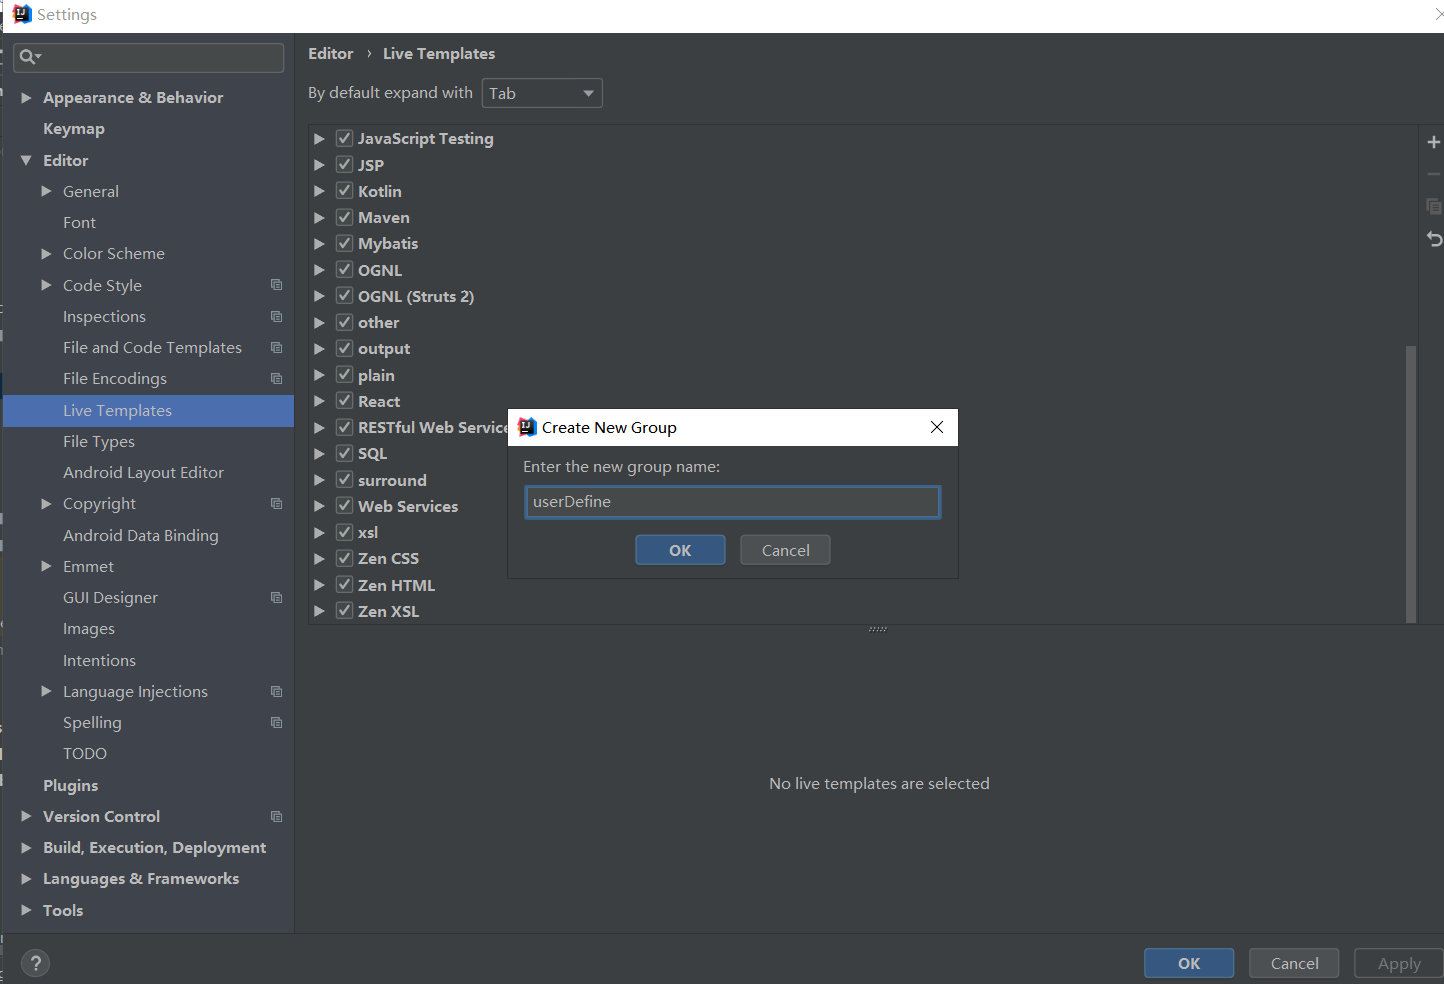 Settings
Editor › Live Templates
By default expand with Tab
Appearance & Behavior
Keymap
Editor
General
Font
Color Scheme
Code Style
Inspections
File and Code Templates
File Encodings
Live Templates
File Types
Android Layout Editor
Copyright
Android Data Binding
Emmet
GUI Designer
Images
Intentions
Language Injections
Spelling
TODO
Plugins
Version Control
Build, Execution, Deployment
Languages & Frameworks
Tools
JavaScript Testing
JSP
Kotlin
Maven
Mybatis
OGNL
OGNL (Struts 2)
other
output
plain
React
RESTful Web Service
SQL
surround
Web Services
xsl
Zen CSS
Zen HTML
Zen XSL
Create New Group
Enter the new group name:
userDefine
OK Cancel
No live templates are selected
?
OK Cancel Apply